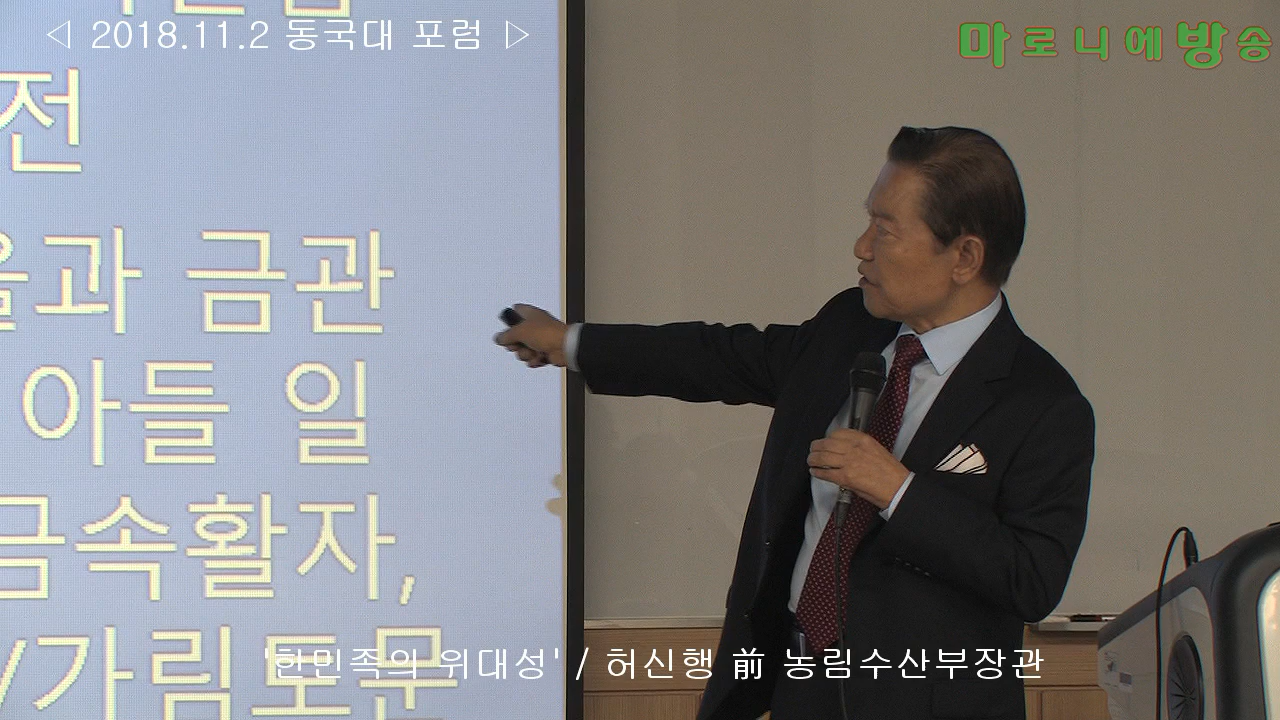 ◁ 2018.11.2 동국대 포럼 ▷
마로니에방송
전
과 금관
아들 일
금속활자,
/가림토문
'한민족의 위대성' / 허신행 前 농림수산부장관